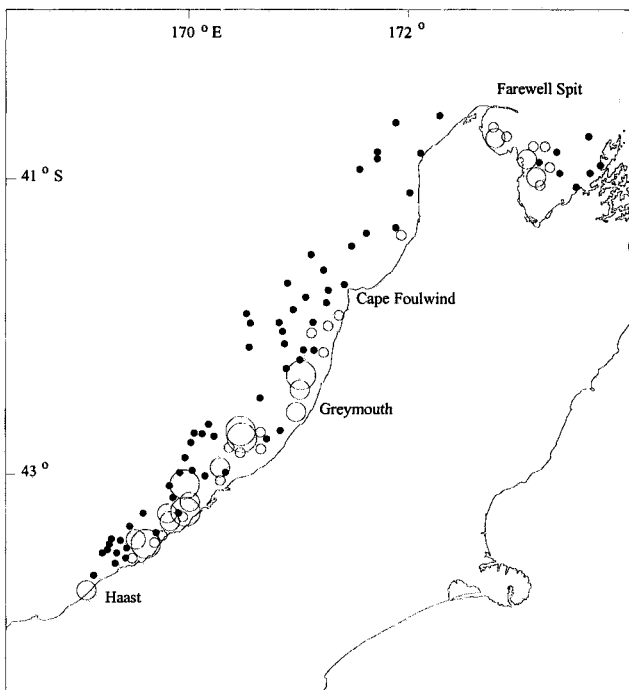 170 ° E
172 °
Farewell Spit
41 ° S
Cape Foulwind
Greymouth
43 °
Haast